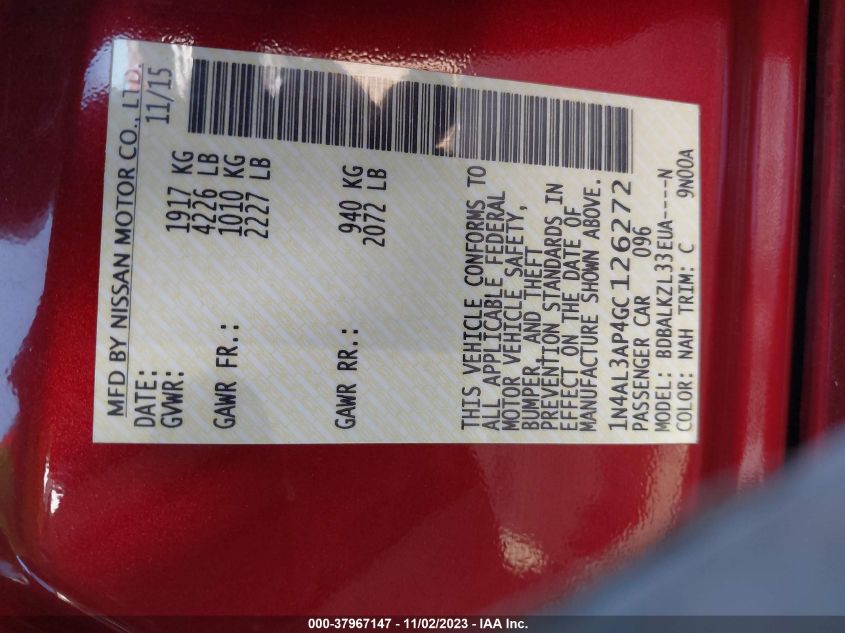 MFD BY NISSAN MOTOR CO., LTD.
DATE: 11/15
GVWR: 1917 KG
4226 LB
GAWR FR.: 1010 KG
2227 LB
GAWR RR.: 940 KG
2072 LB
THIS VEHICLE CONFORMS TO
ALL APPLICABLE FEDERAL
MOTOR VEHICLE SAFETY,
BUMPER, AND THEFT
PREVENTION STANDARDS IN
EFFECT ON THE DATE OF
MANUFACTURE SHOWN ABOVE.
1N4AL3AP4GC126272
PASSENGER CAR 096
MODEL: BDBALKZL33EUA----N
COLOR: NAH TRIM: C 9N00A
000-37967147 - 11/02/2023 - IAA Inc.